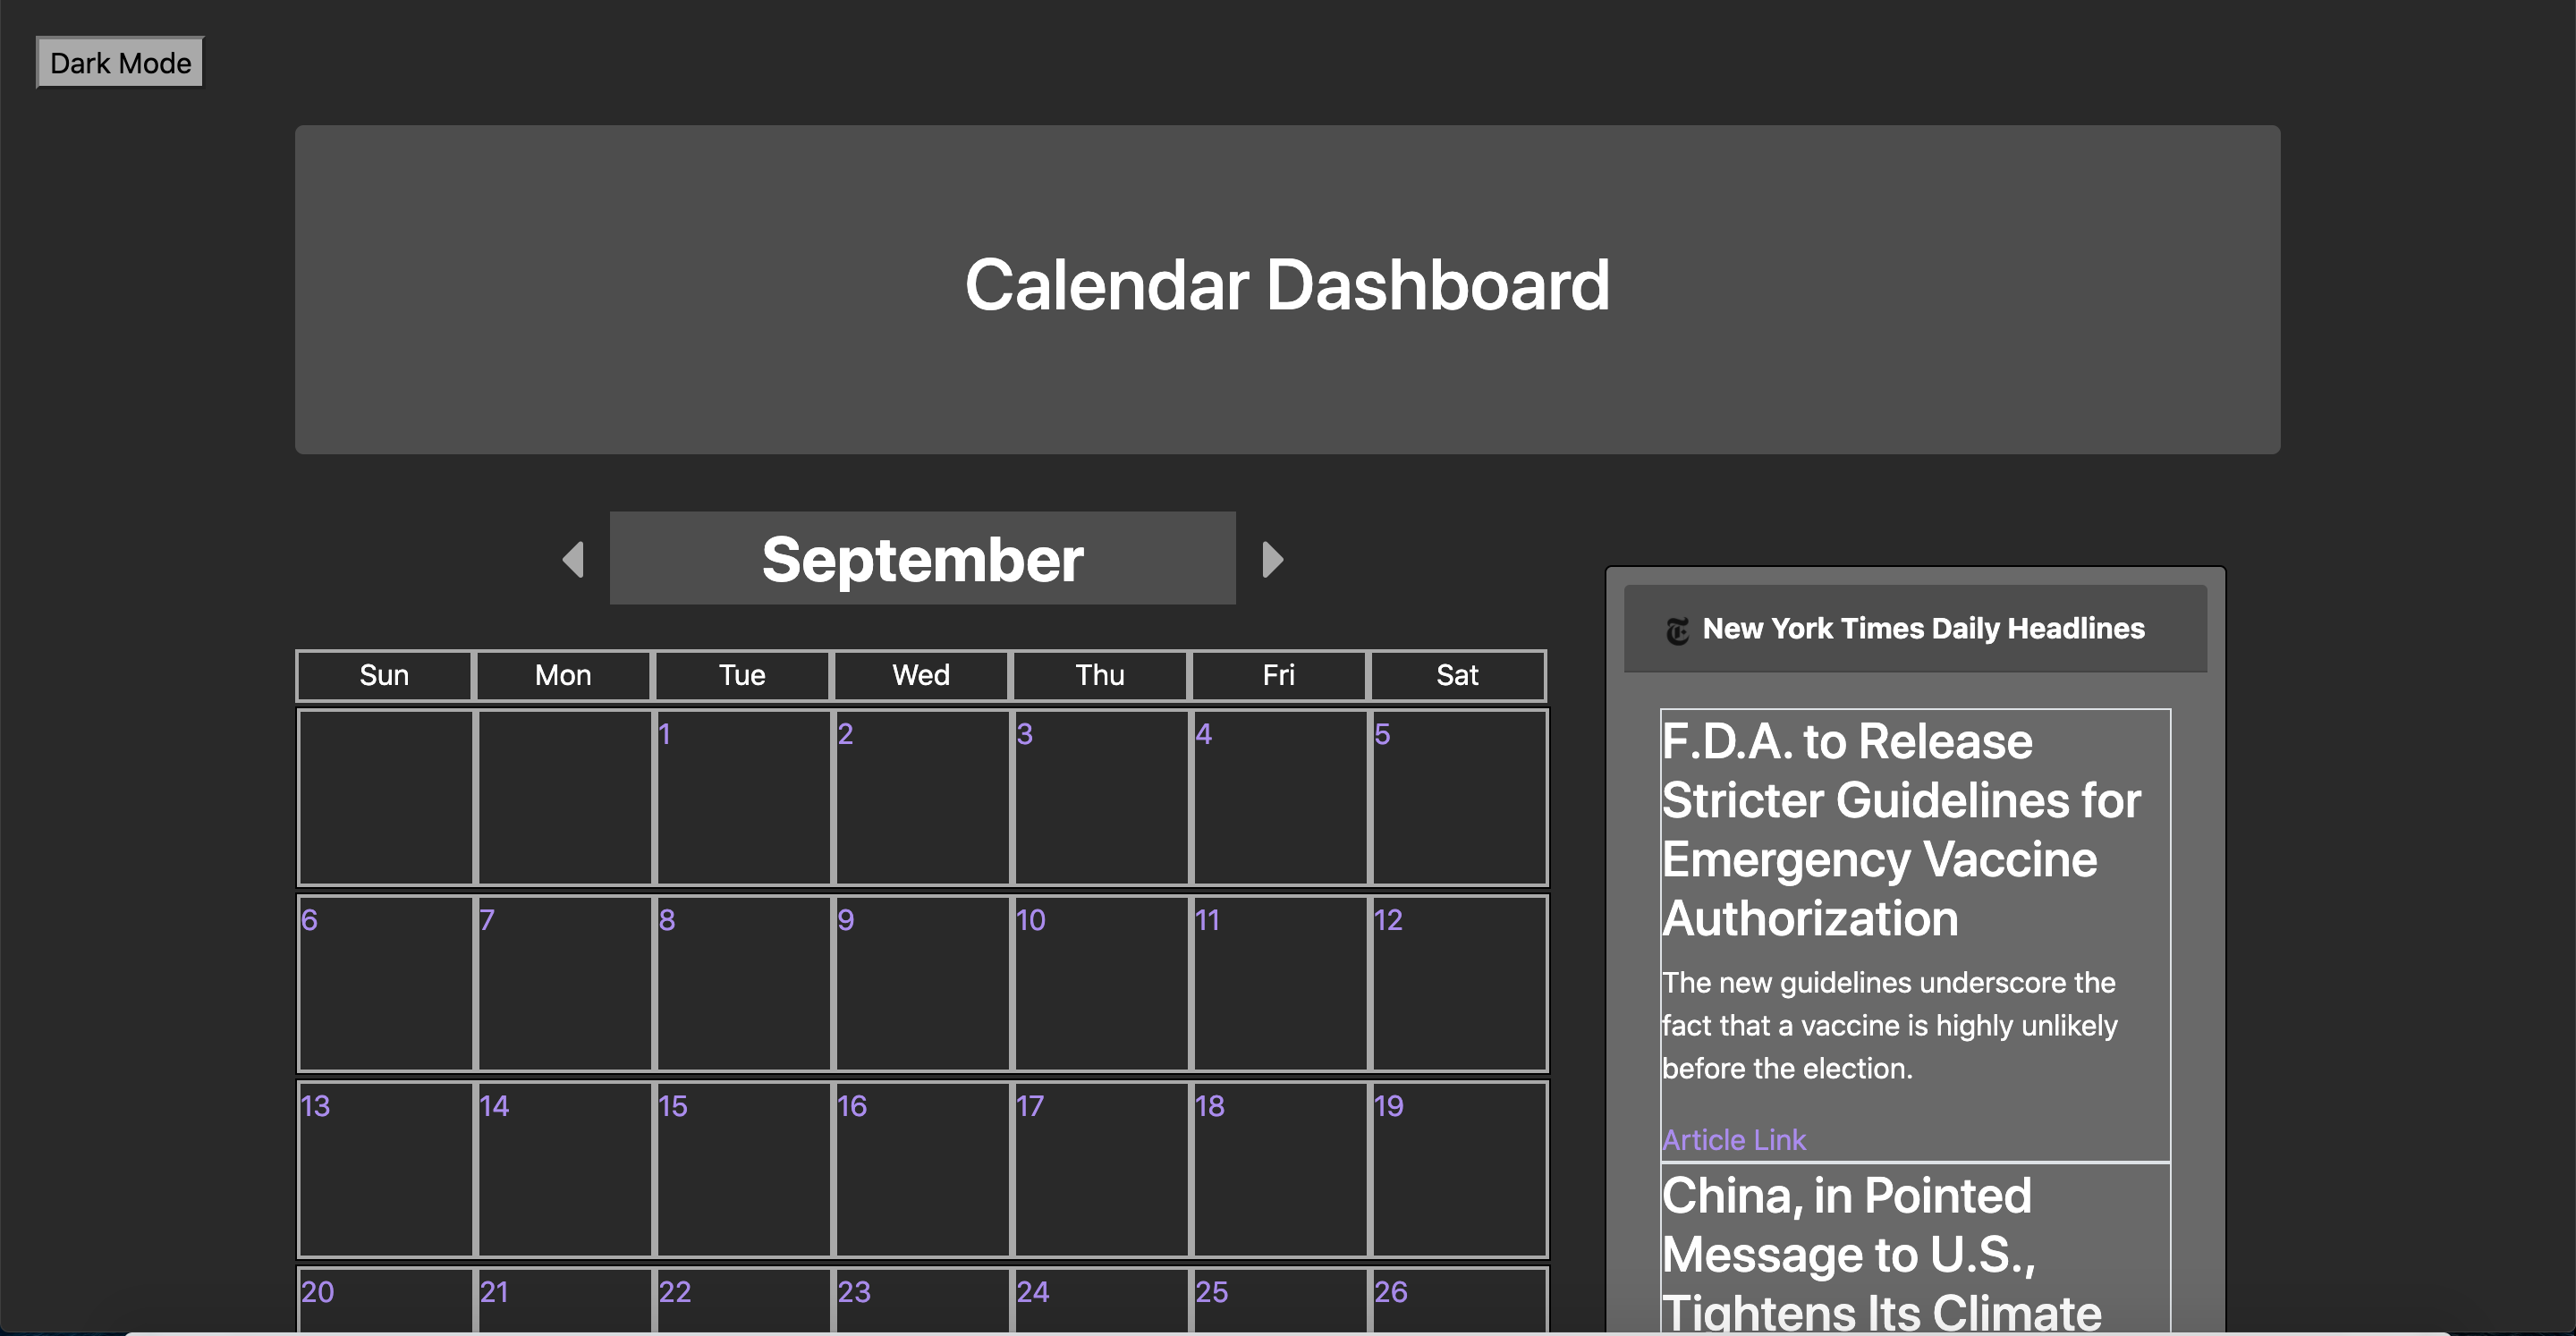 Dark Mode
Calendar Dashboard
September
Sun Mon Tue Wed Thu Fri Sat
1 2 3 4 5
6 7 8 9 10 11 12
13 14 15 16 17 18 19
20 21 22 23 24 25 26
New York Times Daily Headlines
F.D.A. to Release
Stricter Guidelines for
Emergency Vaccine
Authorization
The new guidelines underscore the
fact that a vaccine is highly unlikely
before the election.
Article Link
China, in Pointed
Message to U.S.,
Tightens Its Climate